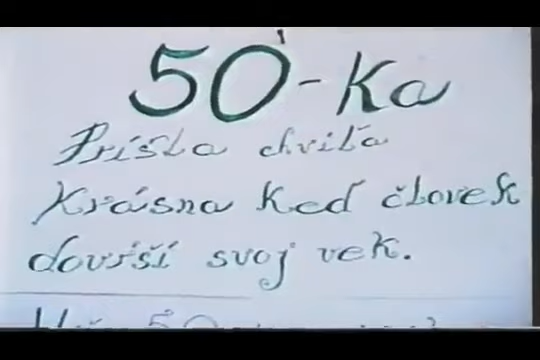 50-Ka
Prišla chvíľa
Krásna keď človek
dovŕši svoj vek.